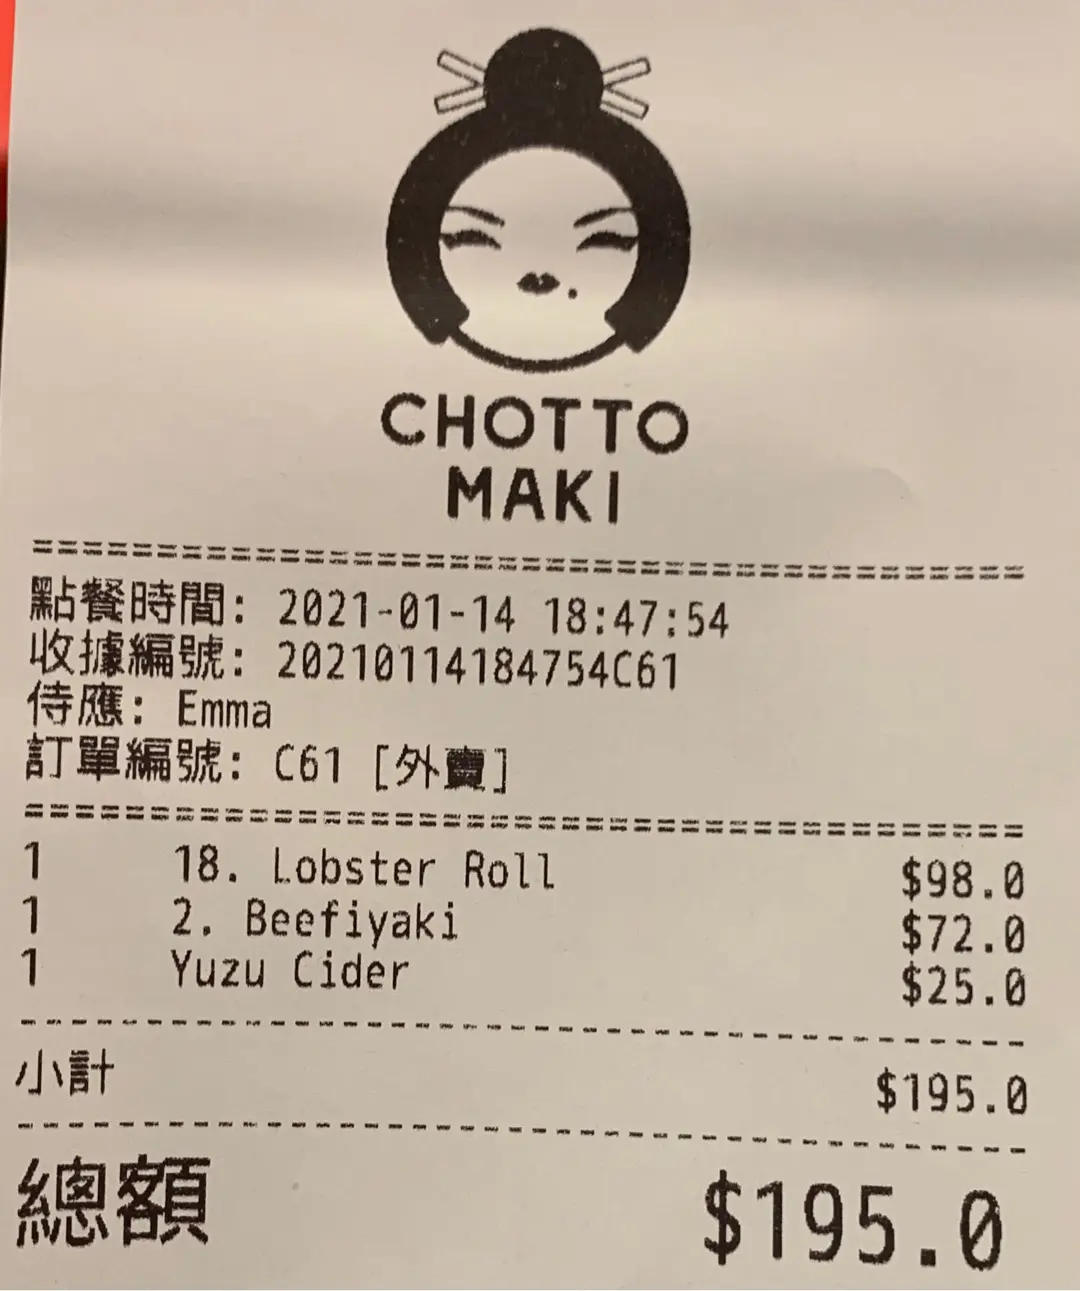 CHOTTO
MAKI
點餐時間: 2021-01-14 18:47:54
收據編號: 20210114184754C61
侍應: Emma
訂單編號: C61 [外賣]
1 18. Lobster Roll $98.0
1 2. Beefiyaki $72.0
1 Yuzu Cider $25.0
小計 $195.0
總額 $195.0